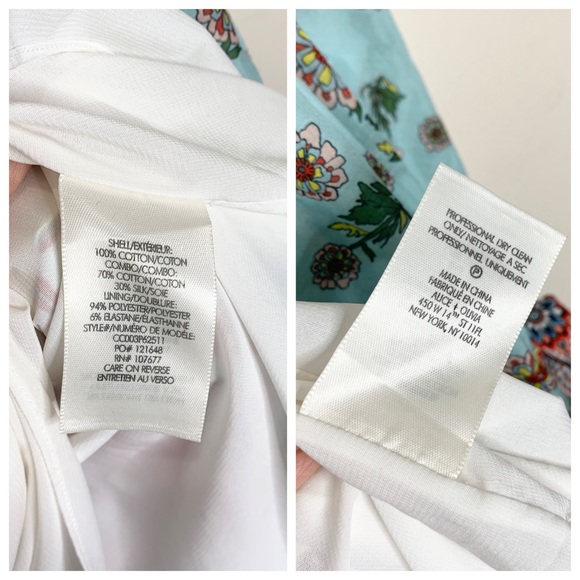 SHELL/EXTÉRIEUR:
100% COTTON/COTON
COMBO/COMBO:
70% COTTON/COTON
30% SILK/SOIE
LINING/DOUBLURE:
94% POLYESTER/POLYESTER
6% ELASTANE/ÉLASTHANNE
STYLE#/NUMÉRO DE MODÈLE:
CC003P62511
PO# 121648
RN# 107677
CARE ON REVERSE
ENTRETIEN AU VERSO
PROFESSIONAL DRY CLEAN
ONLY/ NETTOYAGE A SEC
PROFESSIONNEL UNIQUEMENT
P
MADE IN CHINA
FABRIQUÉ EN CHINE
ALICE + OLIVIA
450 W 14TH ST 11FL
NEW YORK, NY 10014